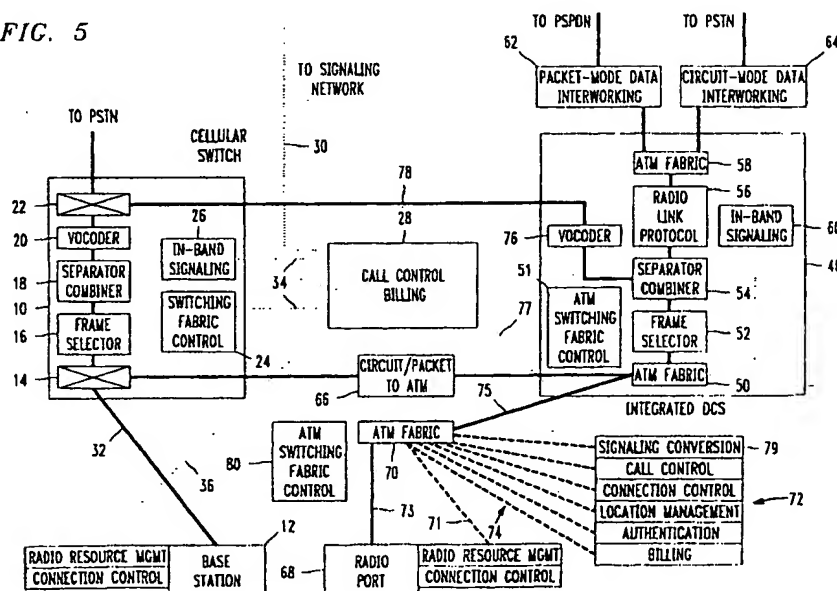 FIG. 5
TO PSPDN
TO PSTN
62
64
PACKET-MODE DATA
INTERWORKING
CIRCUIT-MODE DATA
INTERWORKING
TO SIGNALING
NETWORK
TO PSTN
CELLULAR
SWITCH
30
78
22
20
VOCODER
18
SEPARATOR
COMBINER
10
16
FRAME
SELECTOR
14
26
IN-BAND
SIGNALING
SWITCHING
FABRIC
CONTROL
24
28
CALL CONTROL
BILLING
34
77
ATM FABRIC
58
56
RADIO
LINK
PROTOCOL
IN-BAND
SIGNALING
76
VOCODER
51
SEPARATOR
COMBINER
54
ATM
SWITCHING
FABRIC
CONTROL
FRAME
SELECTOR
52
ATM FABRIC
50
INTEGRATED DCS
CIRCUIT/PACKET
TO ATM
66
75
32
36
80
ATM
SWITCHING
FABRIC
CONTROL
ATM FABRIC
70
73
71
74
SIGNALING CONVERSION
79
CALL CONTROL
CONNECTION CONTROL
LOCATION MANAGEMENT
AUTHENTICATION
BILLING
72
12
RADIO RESOURCE MGMT
CONNECTION CONTROL
BASE
STATION
68
RADIO
PORT
RADIO RESOURCE MGMT
CONNECTION CONTROL